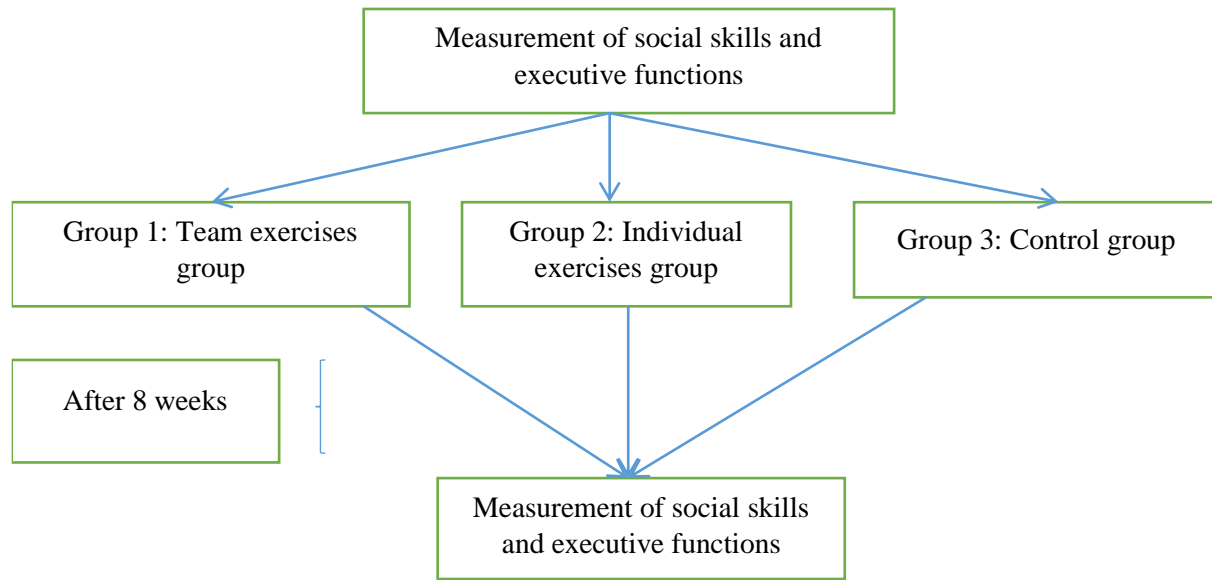 Measurement of social skills and
executive functions
Group 1: Team exercises
group
Group 2: Individual
exercises group
Group 3: Control group
After 8 weeks
Measurement of social skills
and executive functions